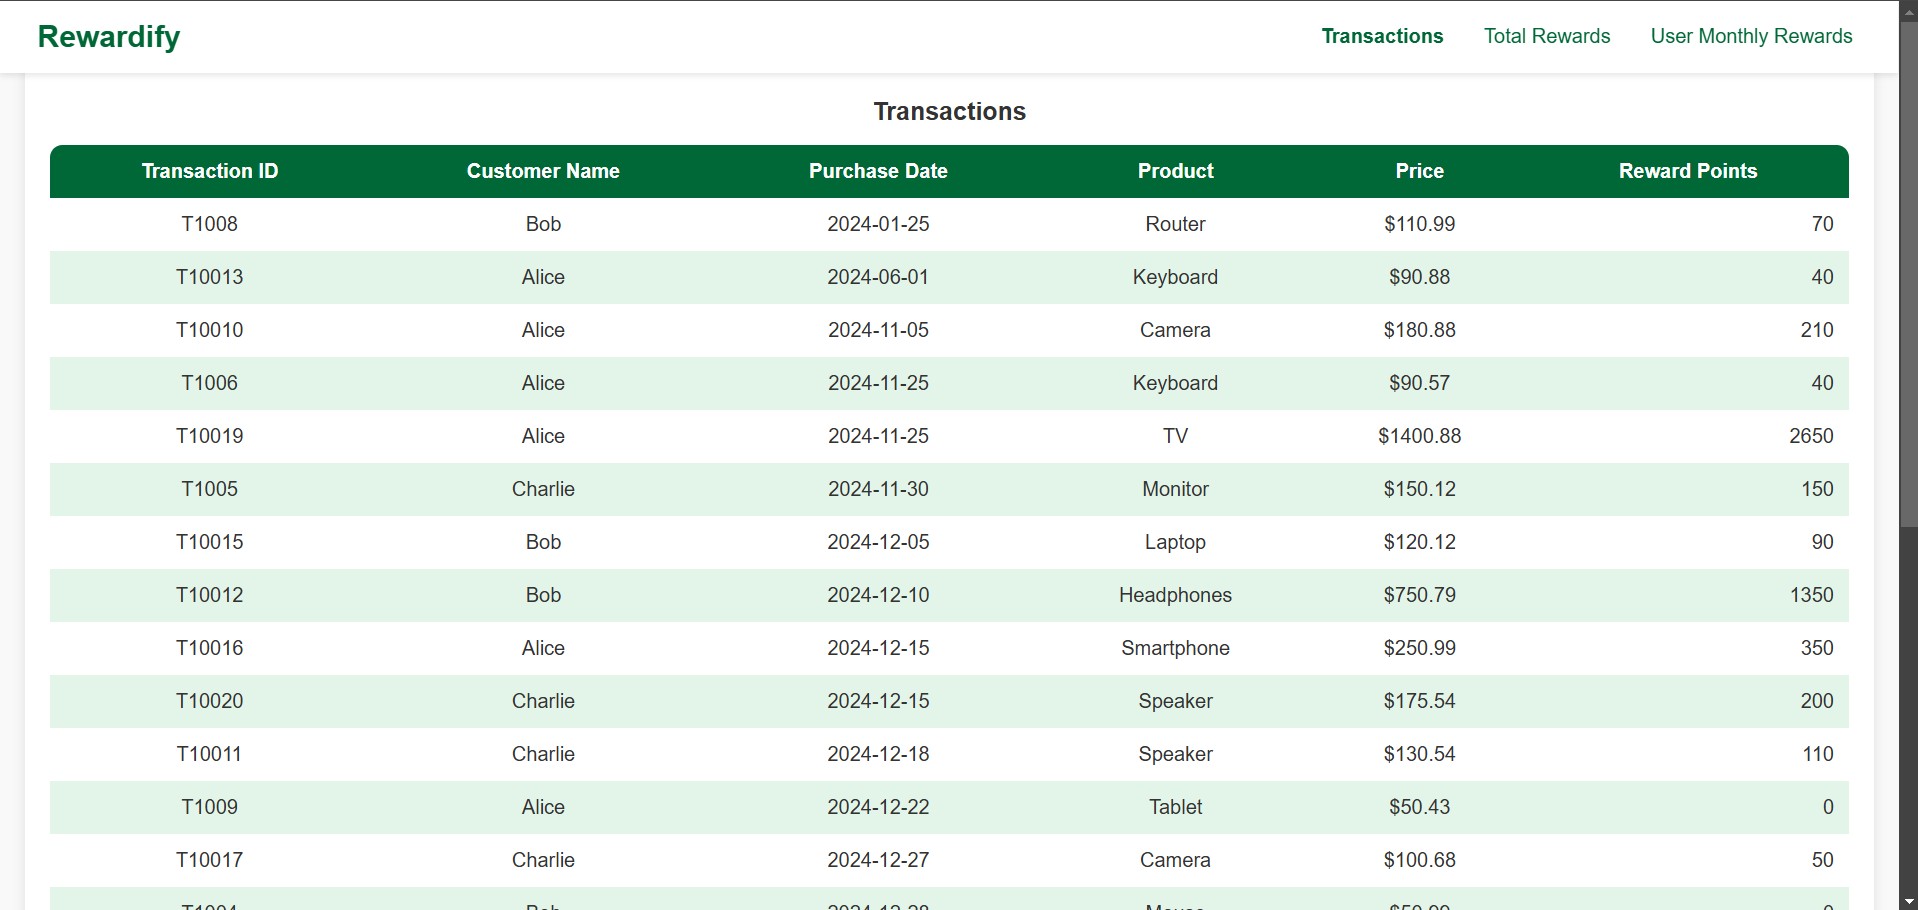 Rewardify Transactions Total Rewards User Monthly Rewards
Transactions
Transaction ID Customer Name Purchase Date Product Price Reward Points
T1008 Bob 2024-01-25 Router $110.99 70
T10013 Alice 2024-06-01 Keyboard $90.88 40
T10010 Alice 2024-11-05 Camera $180.88 210
T1006 Alice 2024-11-25 Keyboard $90.57 40
T10019 Alice 2024-11-25 TV $1400.88 2650
T1005 Charlie 2024-11-30 Monitor $150.12 150
T10015 Bob 2024-12-05 Laptop $120.12 90
T10012 Bob 2024-12-10 Headphones $750.79 1350
T10016 Alice 2024-12-15 Smartphone $250.99 350
T10020 Charlie 2024-12-15 Speaker $175.54 200
T10011 Charlie 2024-12-18 Speaker $130.54 110
T1009 Alice 2024-12-22 Tablet $50.43 0
T10017 Charlie 2024-12-27 Camera $100.68 50